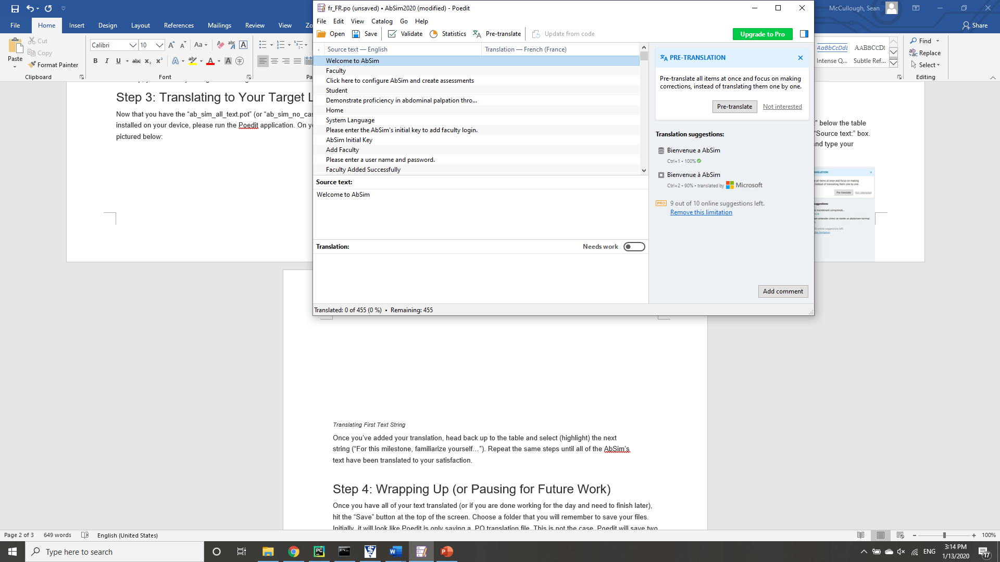 fr_FR.po (unsaved) • AbSim2020 (modified) - Poedit
McCullough, Sean
File Edit View Catalog Go Help
File Home Insert Design Layout References Mailings Review View Zo
Share
Open Save Validate Statistics Pre-translate Update from code
Upgrade to Pro
Paste
Cut
Copy
Format Painter
Clipboard
Calibri 10
Font
Pa
AaBbCcDdI AABBCCDI
Intense Q... Subtle Ref...
Find
Replace
Select
Editing
Source text — English
Translation — French (France)
Welcome to AbSim
Faculty
Click here to configure AbSim and create assessments
Student
Demonstrate proficiency in abdominal palpation thro...
Home
System Language
Please enter the AbSim's initial key to add faculty login.
AbSim Initial Key
Add Faculty
Please enter a user name and password.
Faculty Added Successfully
Source text:
Welcome to AbSim
Translation:
Needs work
Translated: 0 of 455 (0 %) • Remaining: 455
PRE-TRANSLATION
Pre-translate all items at once and focus on making
corrections, instead of translating them one by one.
Pre-translate Not interested
Translation suggestions:
Bienvenue a AbSim
Ctrl+1 • 100%
Bienvenue à AbSim
Ctrl+2 • 90% • translated by Microsoft
PRO 9 out of 10 online suggestions left.
Remove this limitation
Add comment
Step 3: Translating to Your Target L
Now that you have the “ab_sim_all_text.pot” (or “ab_sim_no_cas
installed on your device, please run the Poedit application. On yo
pictured below:
” below the table
“Source text:” box.
nd type your
Translating First Text String
Once you’ve added your translation, head back up to the table and select (highlight) the next
string (“For this milestone, familiarize yourself…”). Repeat the same steps until all of the AbSim’s
text have been translated to your satisfaction.
Step 4: Wrapping Up (or Pausing for Future Work)
Once you have all of your text translated (or if you are done working for the day and need to finish later),
hit the “Save” button at the top of the screen. Choose a folder that you will remember to save your files.
Initially, it will look like Poedit is only saving a .PO translation file. This is not the case. Poedit will save two
Page 2 of 3 649 words English (United States)
100%
Type here to search
ENG
3:14 PM
1/13/2020
17